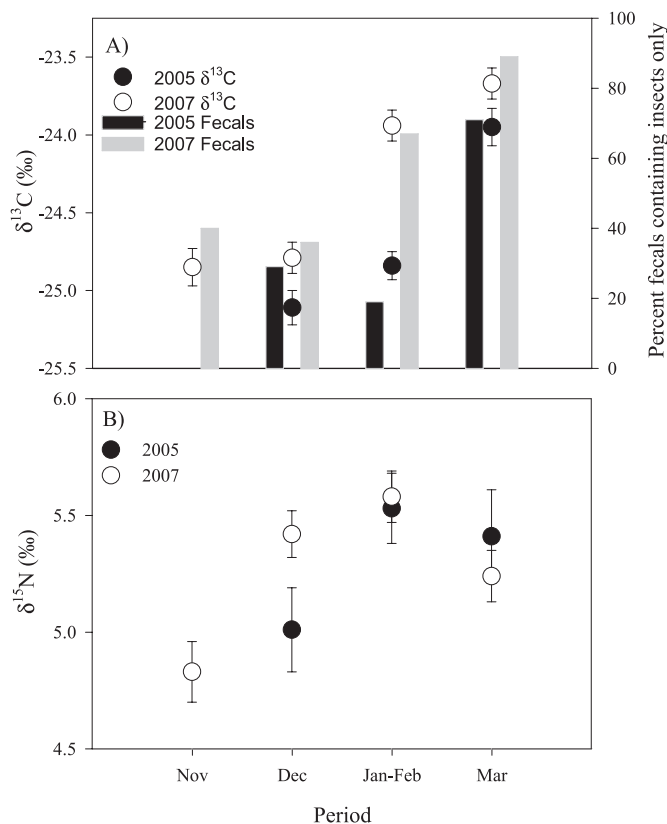 A)
2005 δ13C
2007 δ13C
2005 Fecals
2007 Fecals
δ13C (‰)
-23.5
-24.0
-24.5
-25.0
-25.5
100
80
60
40
20
0
Percent fecals containing insects only
B)
2005
2007
δ15N (‰)
6.0
5.5
5.0
4.5
Nov Dec Jan-Feb Mar
Period